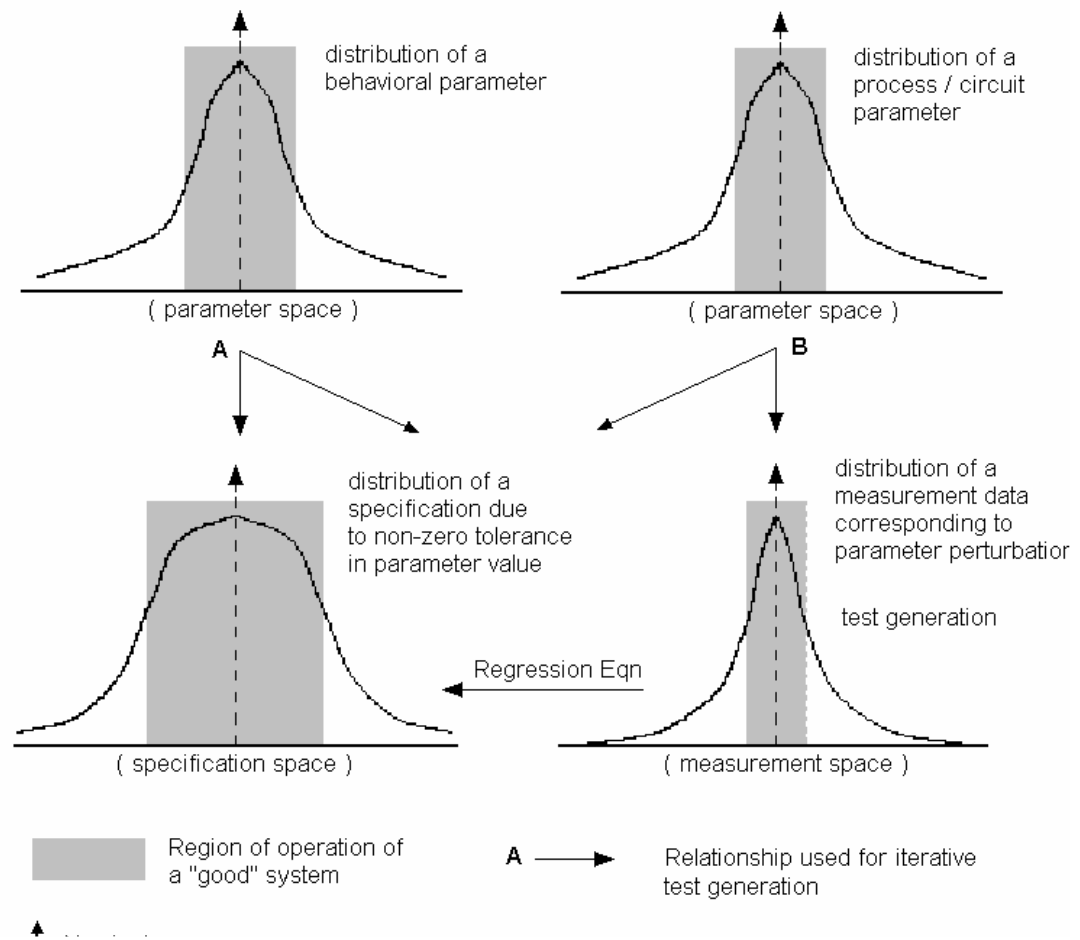 distribution of a
behavioral parameter
distribution of a
process / circuit
parameter
( parameter space )
( parameter space )
A
B
distribution of a
specification due
to non-zero tolerance
in parameter value
distribution of a
measurement data
corresponding to
parameter perturbation
test generation
Regression Eqn
( specification space )
( measurement space )
Region of operation of
a "good" system
A
Relationship used for iterative
test generation